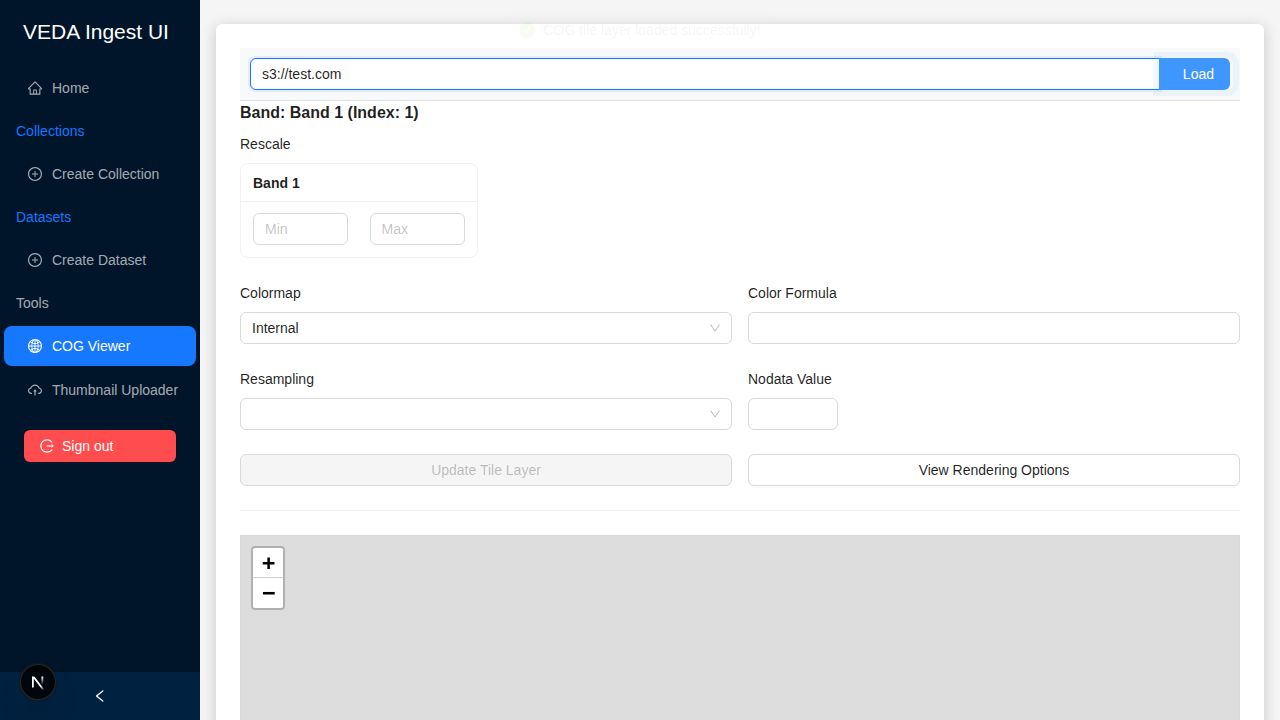 VEDA Ingest UI
Home
Collections
Create Collection
Datasets
Create Dataset
Tools
COG Viewer
Thumbnail Uploader
Sign out
COG tile layer loaded successfully!
s3://test.com
Load
Band: Band 1 (Index: 1)
Rescale
Band 1
Min Max
Colormap Color Formula
Internal
Resampling Nodata Value
Update Tile Layer View Rendering Options
+
−